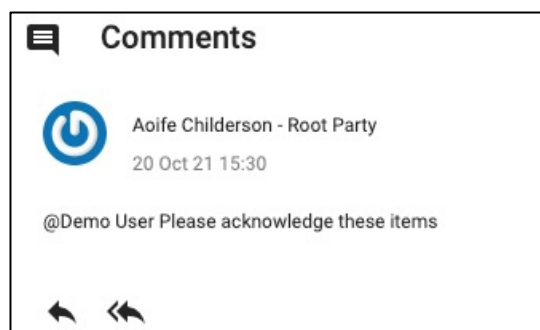 Comments
Aoife Childerson - Root Party
20 Oct 21 15:30
@Demo User Please acknowledge these items